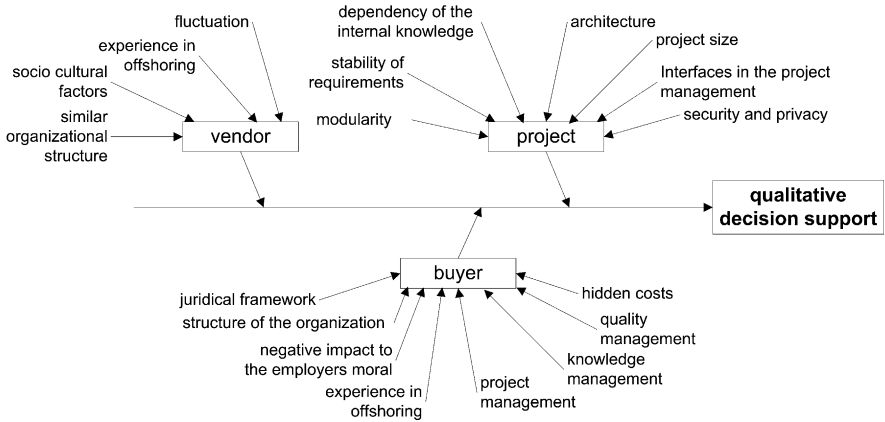 fluctuation
experience in
offshoring
socio cultural
factors
similar
organizational
structure
vendor
dependency of the
internal knowledge
stability of
requirements
modularity
architecture
project size
Interfaces in the project
management
security and privacy
project
qualitative
decision support
buyer
juridical framework
structure of the organization
negative impact to
the employers moral
experience in
offshoring
project
management
knowledge
management
quality
management
hidden costs